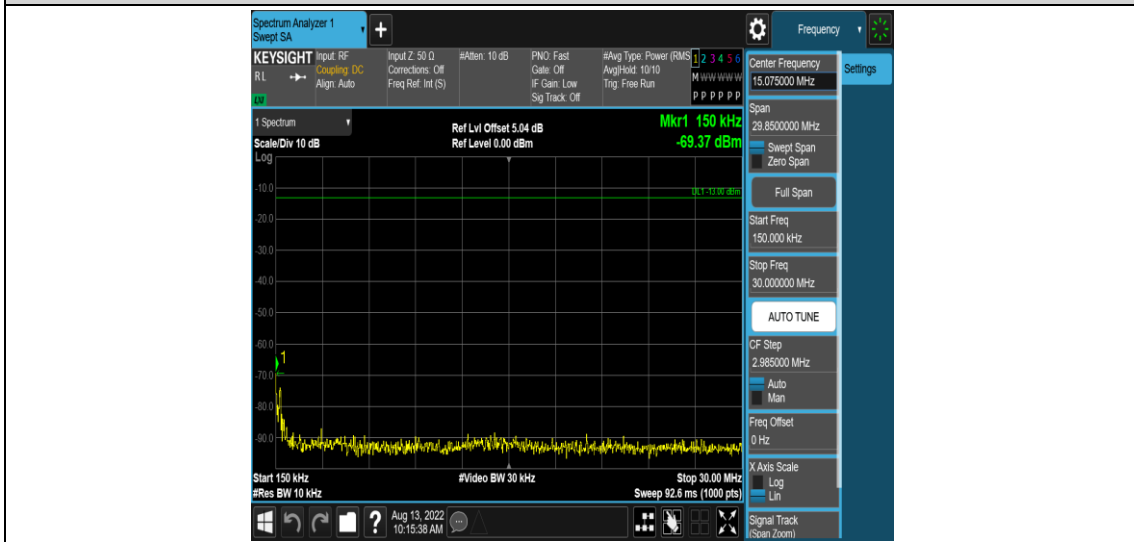 Spectrum Analyzer 1
Swept SA
Frequency
KEYSIGHT
RL
LXI
Input: RF
Coupling: DC
Align: Auto
Input Z: 50 Ω
Corrections: Off
Freq Ref: Int (S)
#Atten: 10 dB
PNO: Fast
Gate: Off
IF Gain: Low
Sig Track: Off
#Avg Type: Power (RMS
Avg|Hold: 10/10
Trig: Free Run
1 2 3 4 5 6
M W W W W W
P P P P P P
1 Spectrum
Scale/Div 10 dB
Log
Ref Lvl Offset 5.04 dB
Ref Level 0.00 dBm
Mkr1 150 kHz
-69.37 dBm
DL1 -13.00 dBm
-10.0
-20.0
-30.0
-40.0
-50.0
-60.0
-70.0
-80.0
-90.0
1
Start 150 kHz
#Res BW 10 kHz
#Video BW 30 kHz
Stop 30.00 MHz
Sweep 92.6 ms (1000 pts)
Center Frequency
15.075000 MHz
Settings
Span
29.8500000 MHz
Swept Span
Zero Span
Full Span
Start Freq
150.000 kHz
Stop Freq
30.000000 MHz
AUTO TUNE
CF Step
2.985000 MHz
Auto
Man
Freq Offset
0 Hz
X Axis Scale
Log
Lin
Signal Track
(Span Zoom)
?
Aug 13, 2022
10:15:38 AM